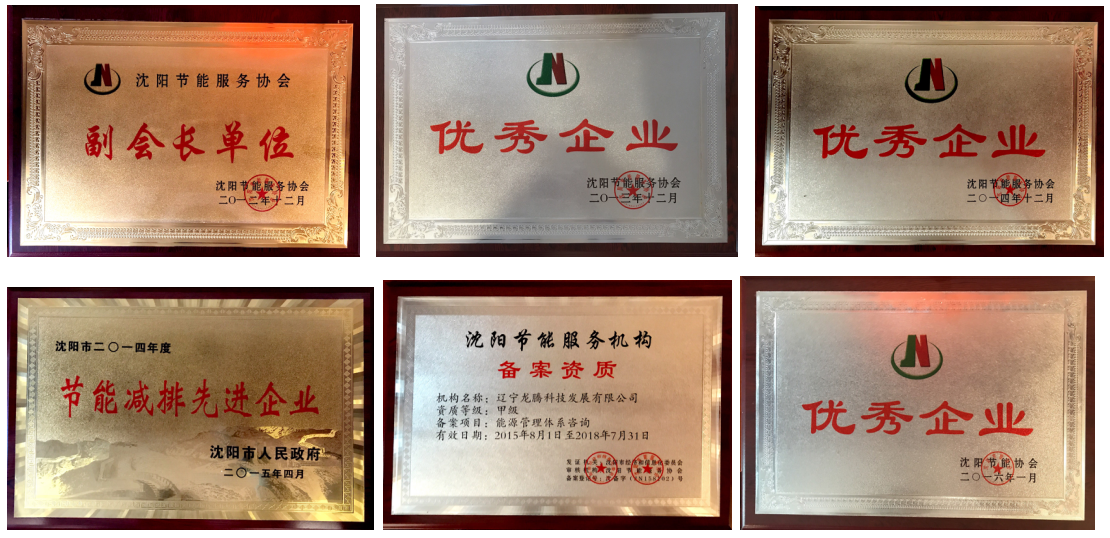 沈阳节能服务协会
副会长单位
沈阳节能服务协会
二〇一二年十二月
优秀企业
沈阳节能服务协会
二〇一三年十二月
优秀企业
沈阳节能服务协会
二〇一四年十二月
沈阳市二〇一四年度
节能减排先进企业
沈阳市人民政府
二〇一五年四月
沈阳节能服务机构
备案资质
机构名称：辽宁龙腾科技发展有限公司
资质等级：甲级
备案项目：能源管理体系咨询
有效日期：2015年8月1日至2018年7月31日
优秀企业
沈阳节能协会
二〇一六年一月